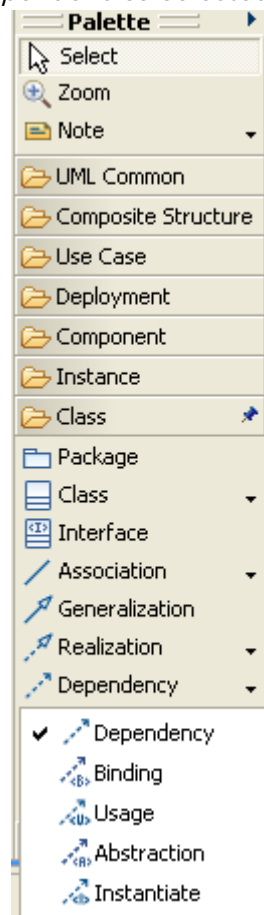 Palette
Select
Zoom
Note
UML Common
Composite Structure
Use Case
Deployment
Component
Instance
Class
Package
Class
<I>
Interface
Association
Generalization
Realization
Dependency
Dependency
<B>
Binding
<U>
Usage
<A>
Abstraction
Instantiate